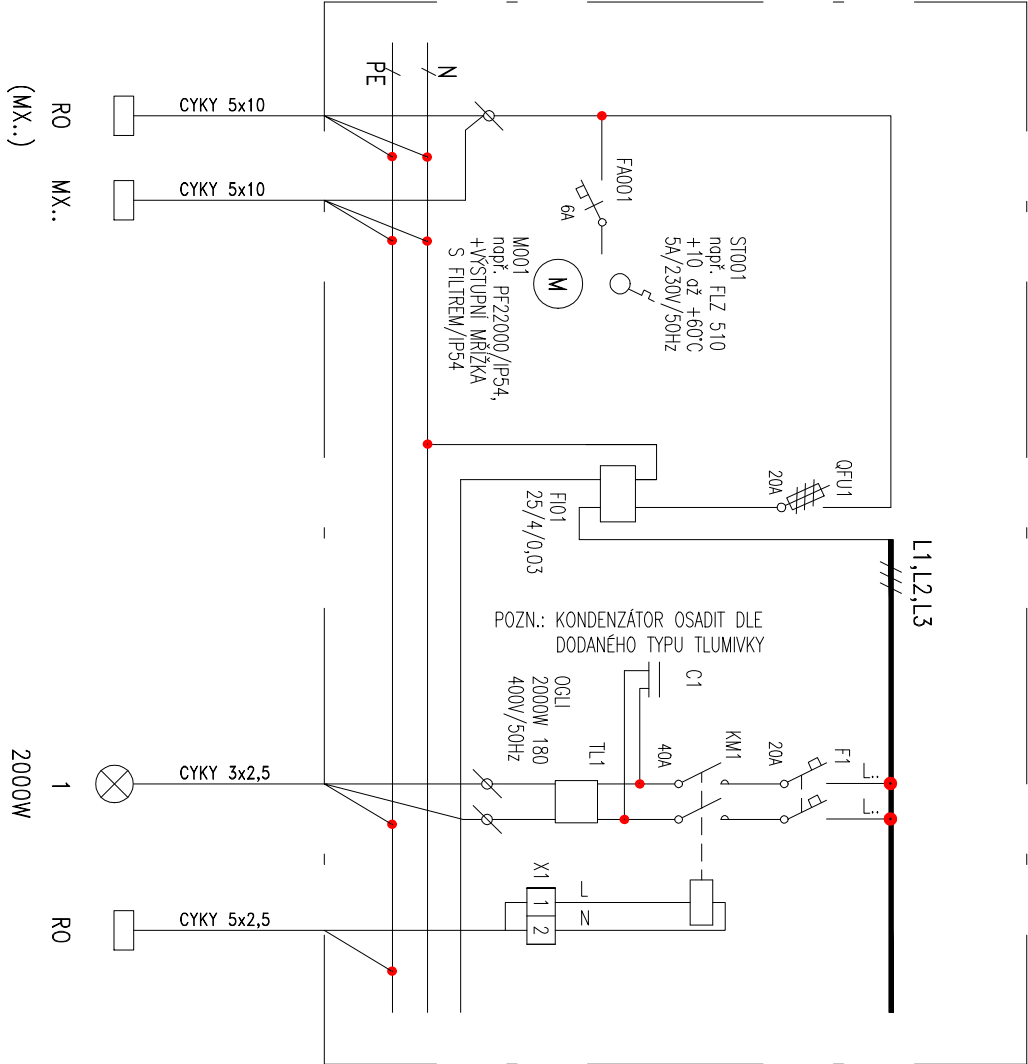 L1,L2,L3
QFU1
20A
FI01
25/4/0,03
ST001
např. FLZ 510
+10 až +60°C
5A/230V/50Hz
FA001
6A
M
M001
např. PF22000/IP54,
+VÝSTUPNÍ MŘÍŽKA
S FILTREM/IP54
N
PE
CYKY 5x10
RO
(MX..)
CYKY 5x10
MX..
POZN.: KONDENZÁTOR OSADIT DLE
DODANÉHO TYPU TLUMIVKY
C1
L..
L..
F1
20A
KM1
40A
TL1
OGLI
2000W 180
400V/50Hz
CYKY 3x2,5
1
2000W
X1
1
2
L
N
CYKY 5x2,5
RO